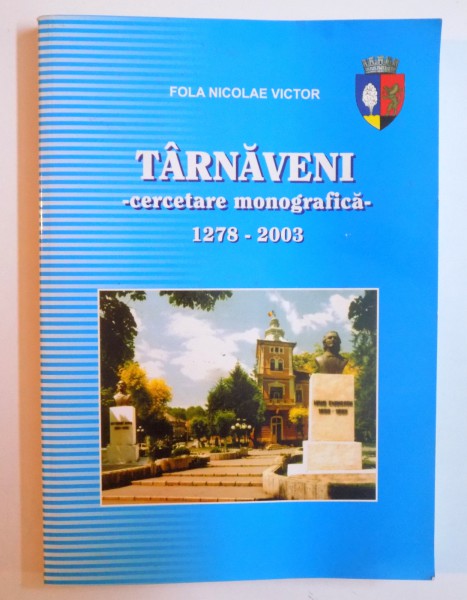 FOLA NICOLAE VICTOR
TÂRNĂVENI
-cercetare monografică-
1278 - 2003